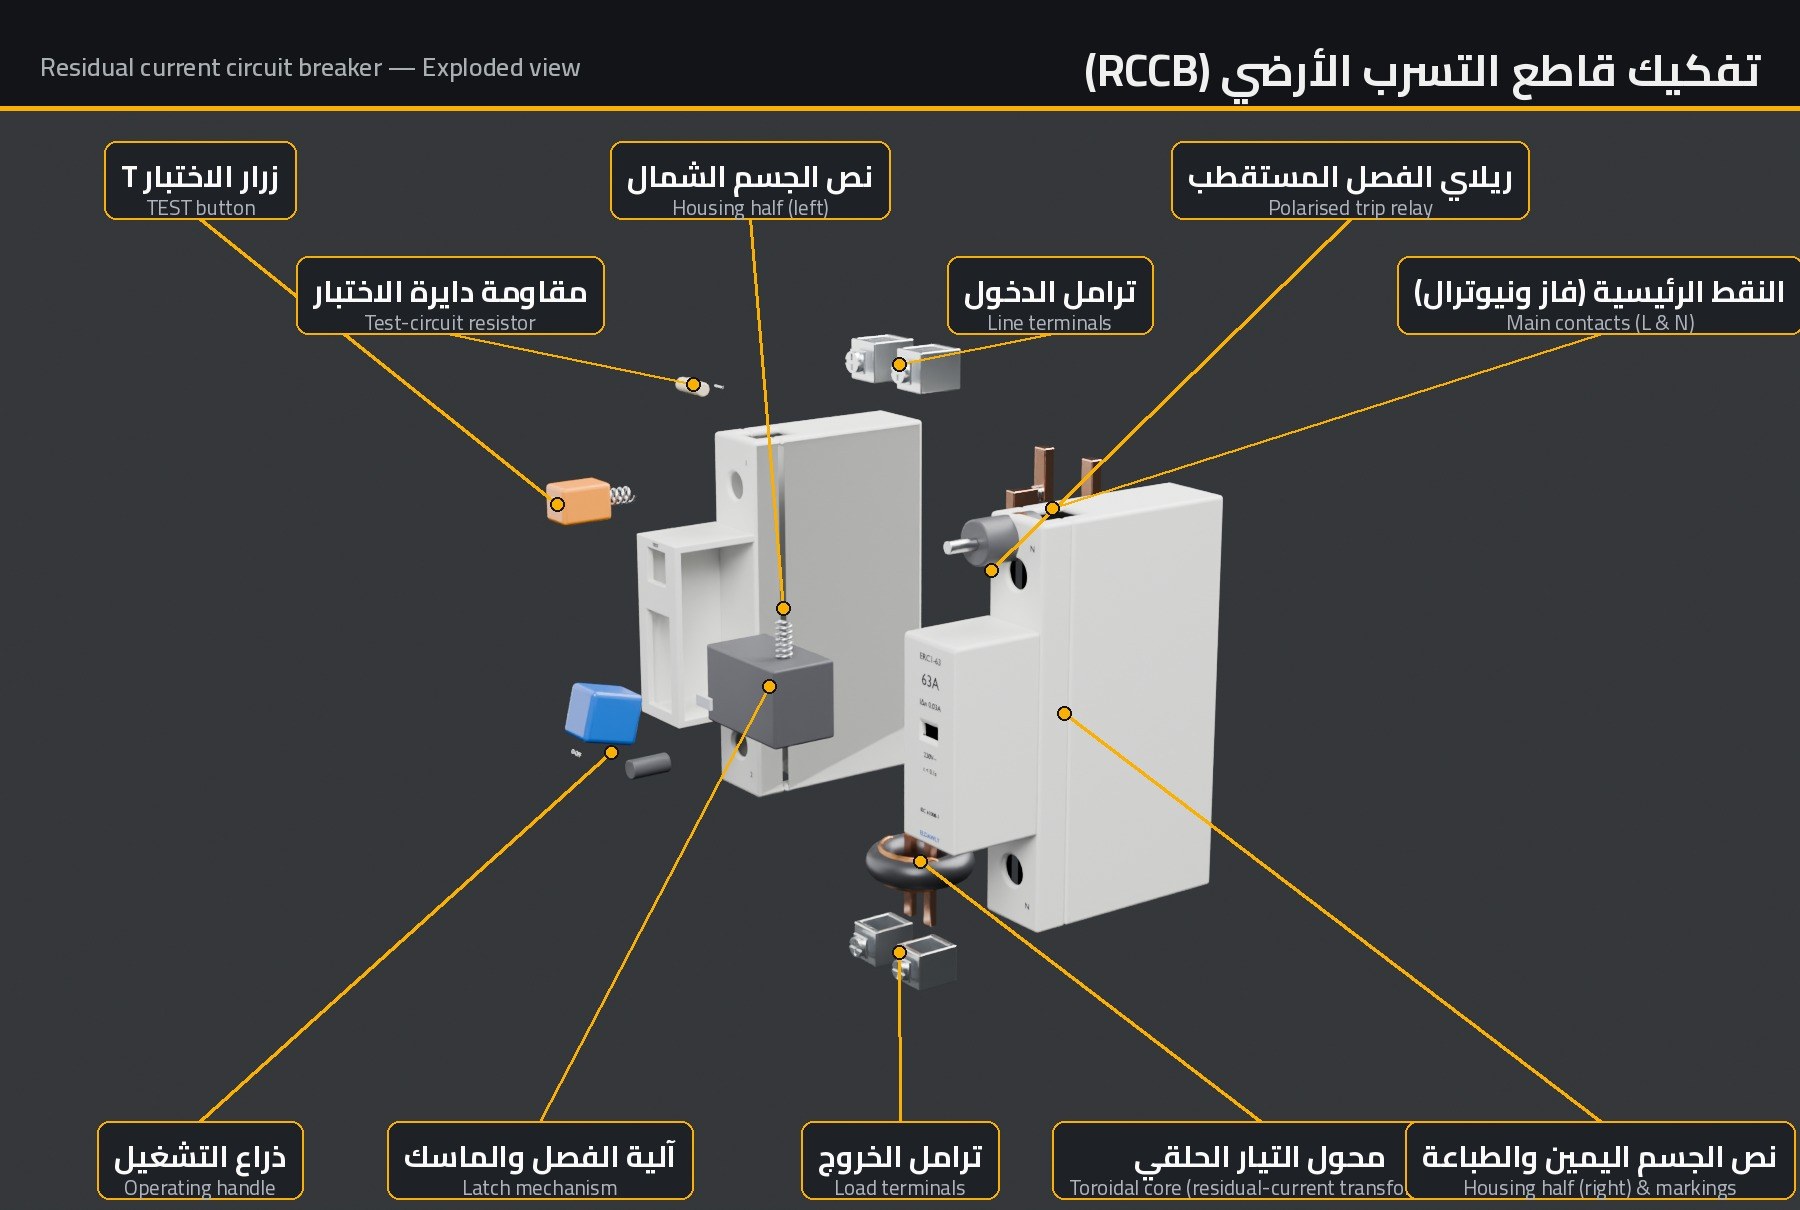 تفكيك قاطع التسرب الأرضي (RCCB)
Residual current circuit breaker — Exploded view
زرار الاختبار T
TEST button
نص الجسم الشمال
Housing half (left)
ريلاي الفصل المستقطب
Polarised trip relay
مقاومة دايرة الاختبار
Test-circuit resistor
ترامل الدخول
Line terminals
النقط الرئيسية (فاز ونيوترال)
Main contacts (L & N)
N
63A
N
ذراع التشغيل
Operating handle
آلية الفصل والماسك
Latch mechanism
ترامل الخروج
Load terminals
محول التيار الحلقي
Toroidal core (residual-current transfo
نص الجسم اليمين والطباعة
Housing half (right) & markings